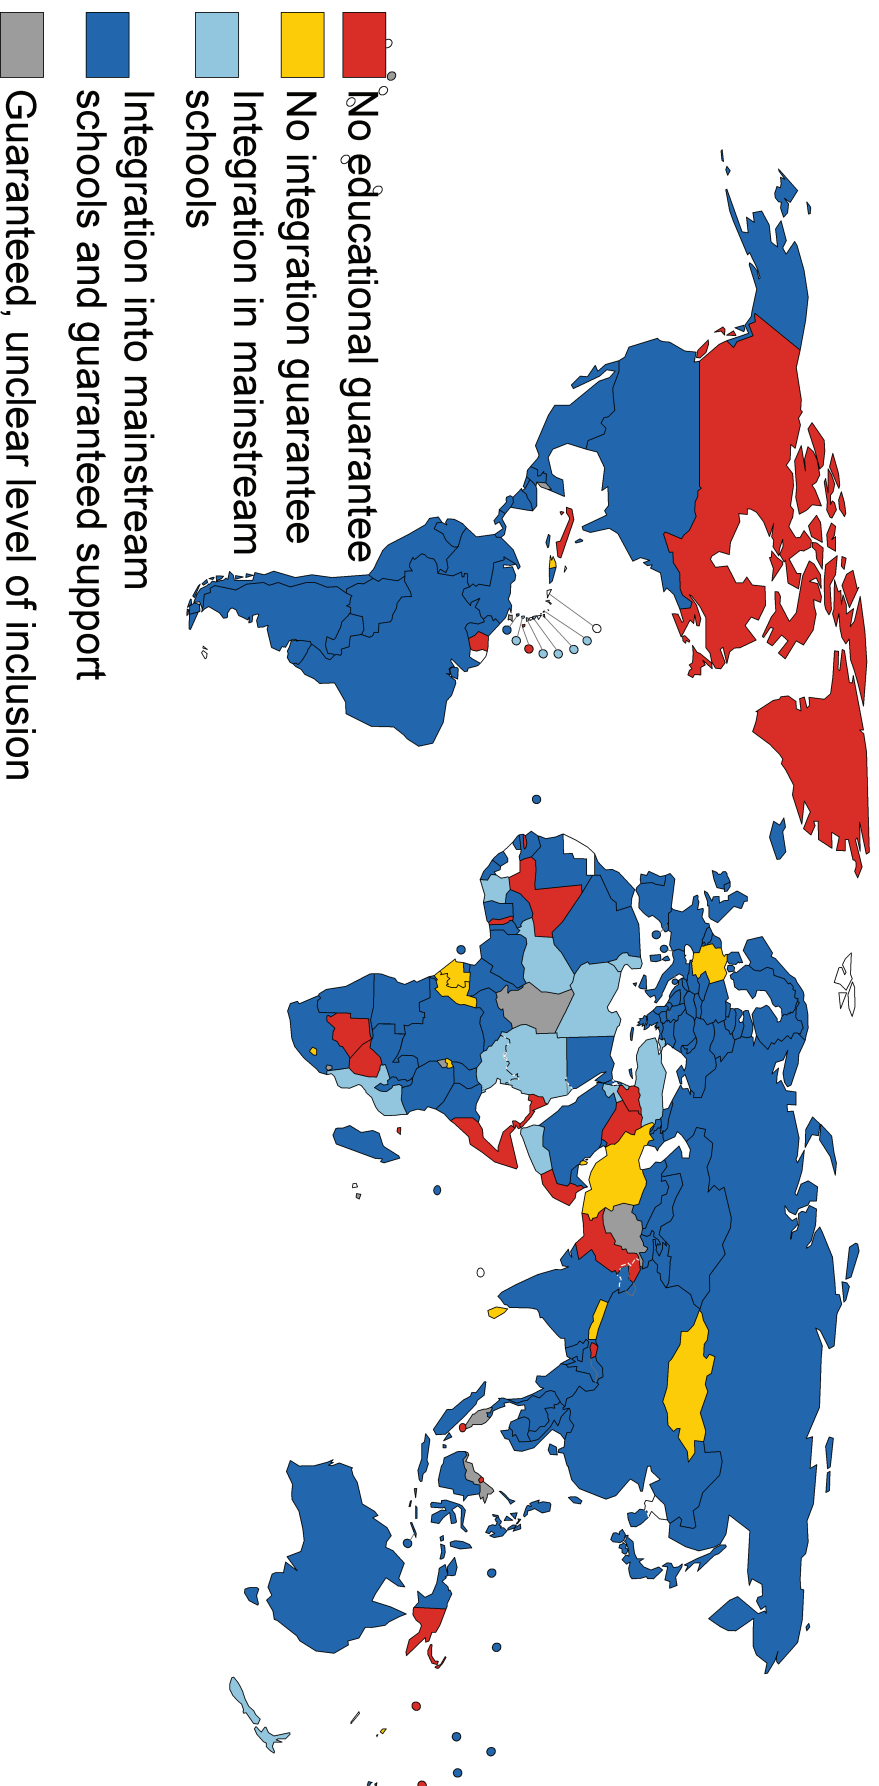 No educational guarantee
No integration guarantee
Integration in mainstream
schools
Integration into mainstream
schools and guaranteed support
Guaranteed, unclear level of inclusion